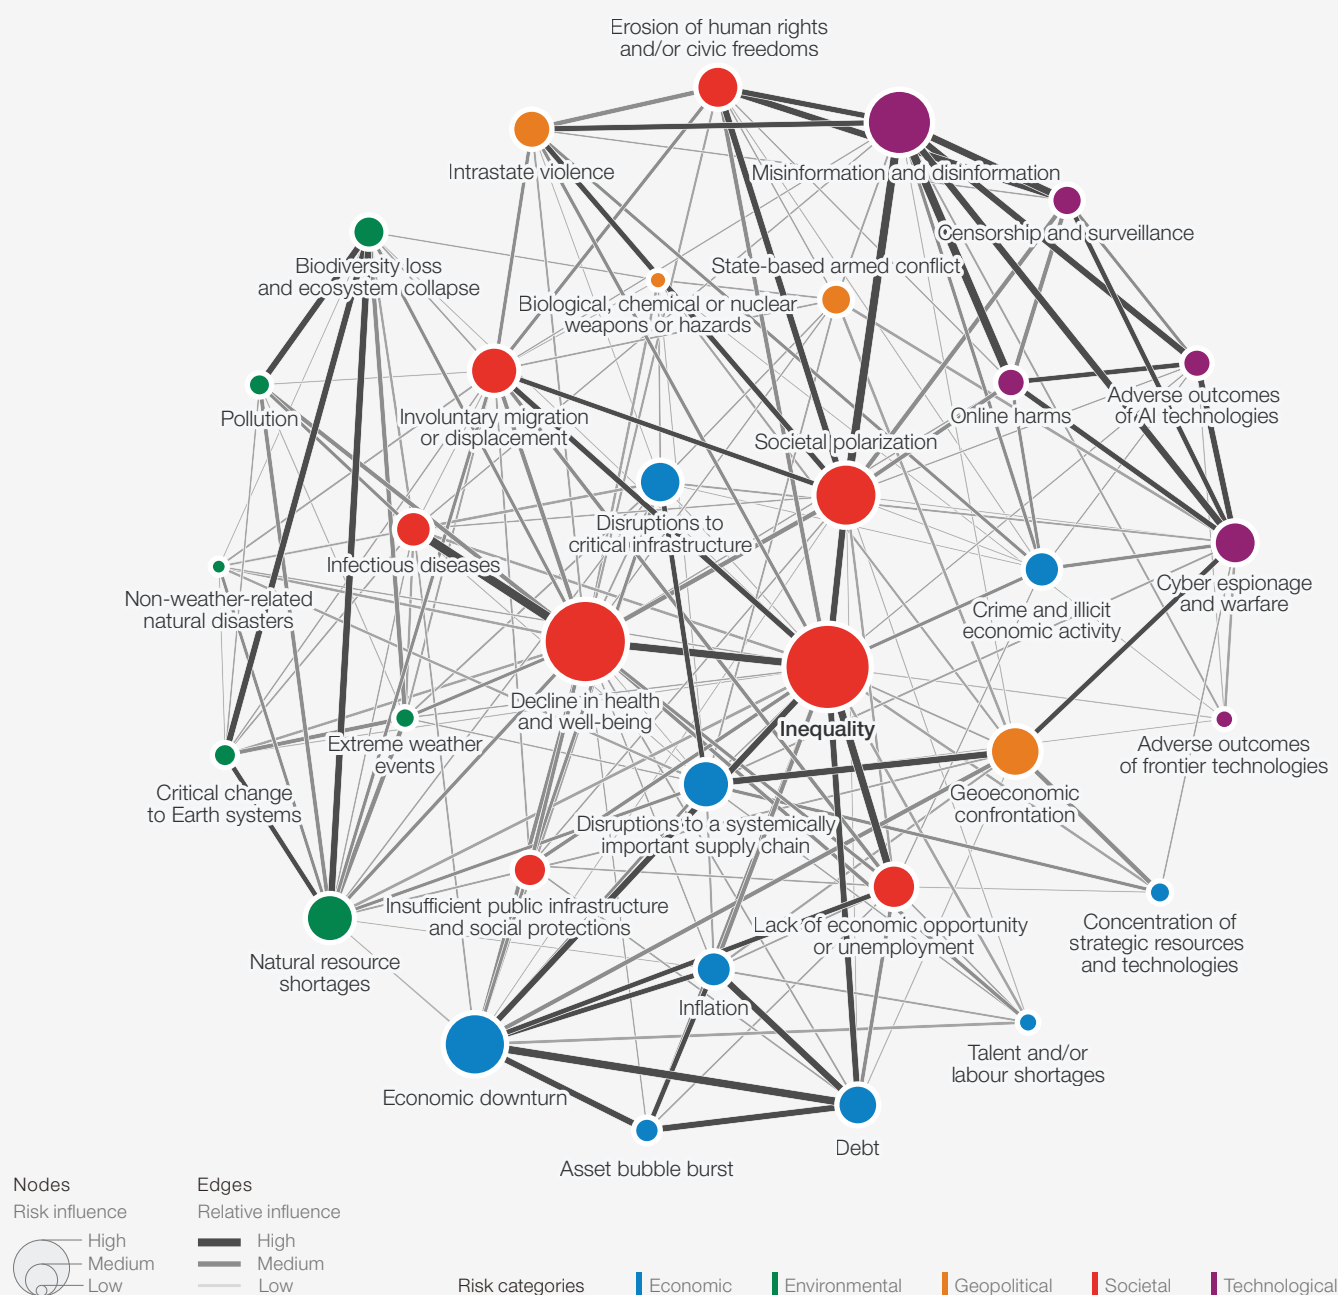 Erosion of human rights
and/or civic freedoms
Intrastate violence
Misinformation and disinformation
Censorship and surveillance
Biodiversity loss
and ecosystem collapse
State-based armed conflict
Biological, chemical or nuclear
weapons or hazards
Pollution
Involuntary migration
or displacement
Online harms
Adverse outcomes
of AI technologies
Societal polarization
Disruptions to
critical infrastructure
Infectious diseases
Non-weather-related
natural disasters
Crime and illicit
economic activity
Cyber espionage
and warfare
Decline in health
and well-being
Inequality
Extreme weather
events
Adverse outcomes
of frontier technologies
Critical change
to Earth systems
Geoeconomic
confrontation
Disruptions to a systemically
important supply chain
Insufficient public infrastructure
and social protections
Lack of economic opportunity
or unemployment
Concentration of
strategic resources
and technologies
Natural resource
shortages
Inflation
Talent and/or
labour shortages
Economic downturn
Debt
Asset bubble burst
Nodes
Risk influence
High
Medium
Low
Edges
Relative influence
High
Medium
Low
Risk categories
Economic
Environmental
Geopolitical
Societal
Technological